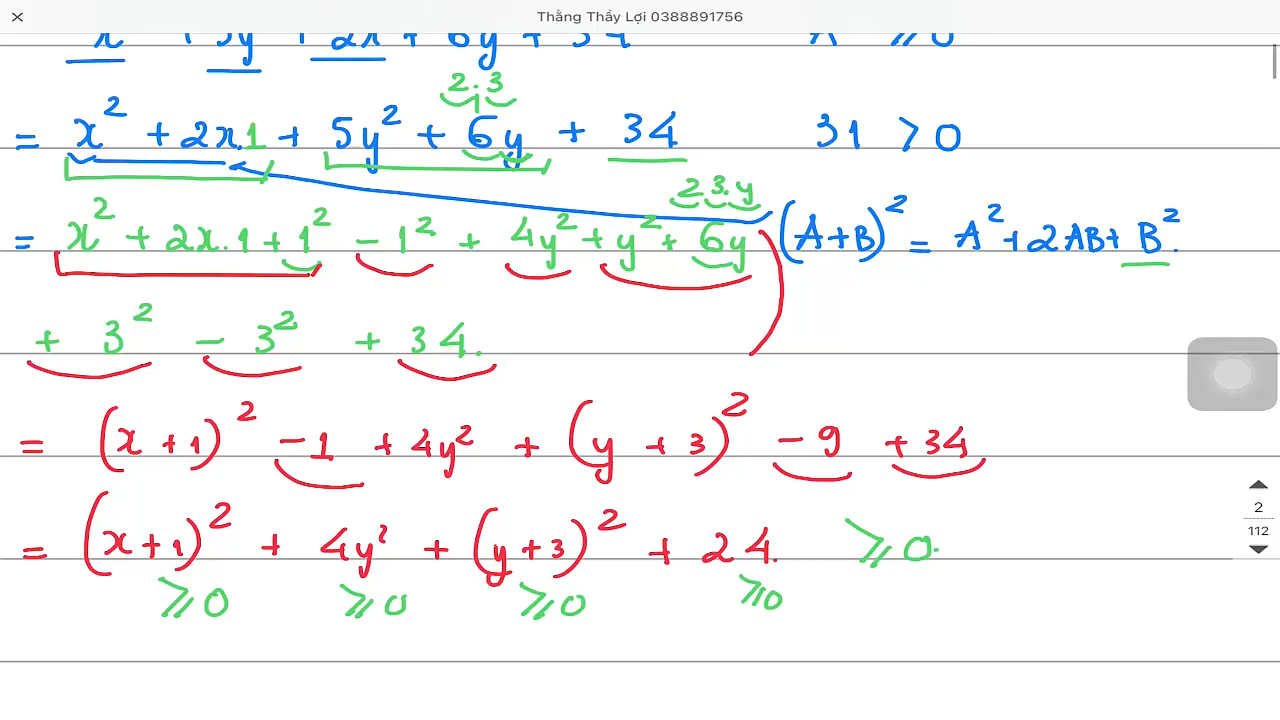 Thằng Thầy Lợi 0388891756
2.3
= x² + 2x.1 + 5y² + 6y + 34 31 > 0
2.3.y
= x² + 2x.1 + 1² - 1² + 4y² + y² + 6y (A+B)² = A² + 2AB + B².
+ 3² - 3² + 34.
= (x + 1)² - 1 + 4y² + (y + 3)² - 9 + 34
= (x+1)² + 4y² + (y+3)² + 24. ⩾ 0.
⩾0 ⩾0 ⩾0 ⩾0
2
112